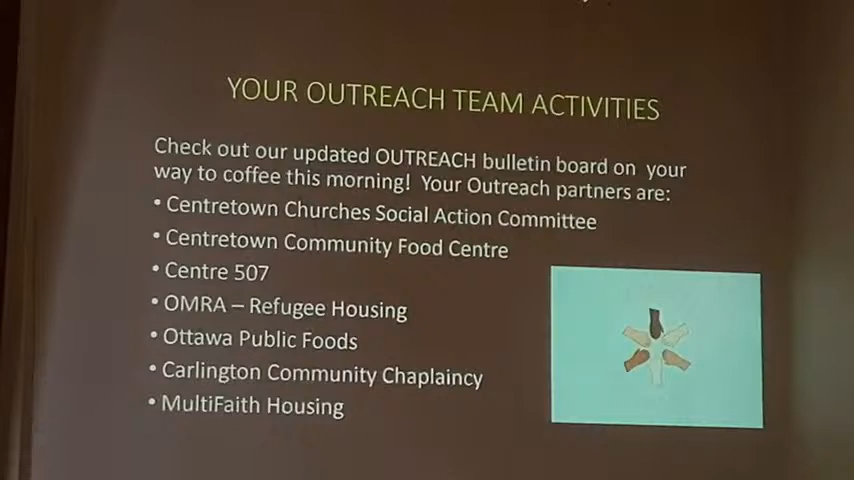 YOUR OUTREACH TEAM ACTIVITIES
Check out our updated OUTREACH bulletin board on your
way to coffee this morning! Your Outreach partners are:
• Centretown Churches Social Action Committee
• Centretown Community Food Centre
• Centre 507
• OMRA – Refugee Housing
• Ottawa Public Foods
• Carlington Community Chaplaincy
• MultiFaith Housing